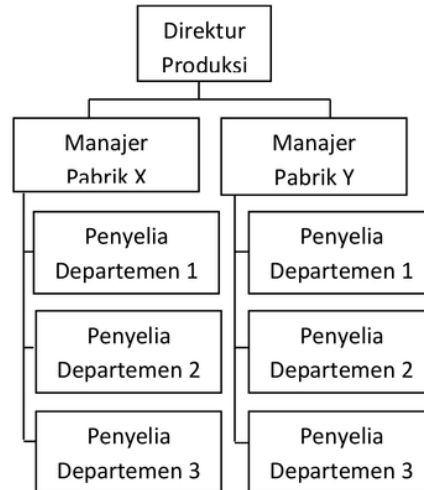 Direktur
Produksi
Manajer
Pabrik X
Manajer
Pabrik Y
Penyelia
Departemen 1
Penyelia
Departemen 2
Penyelia
Departemen 3
Penyelia
Departemen 1
Penyelia
Departemen 2
Penyelia
Departemen 3